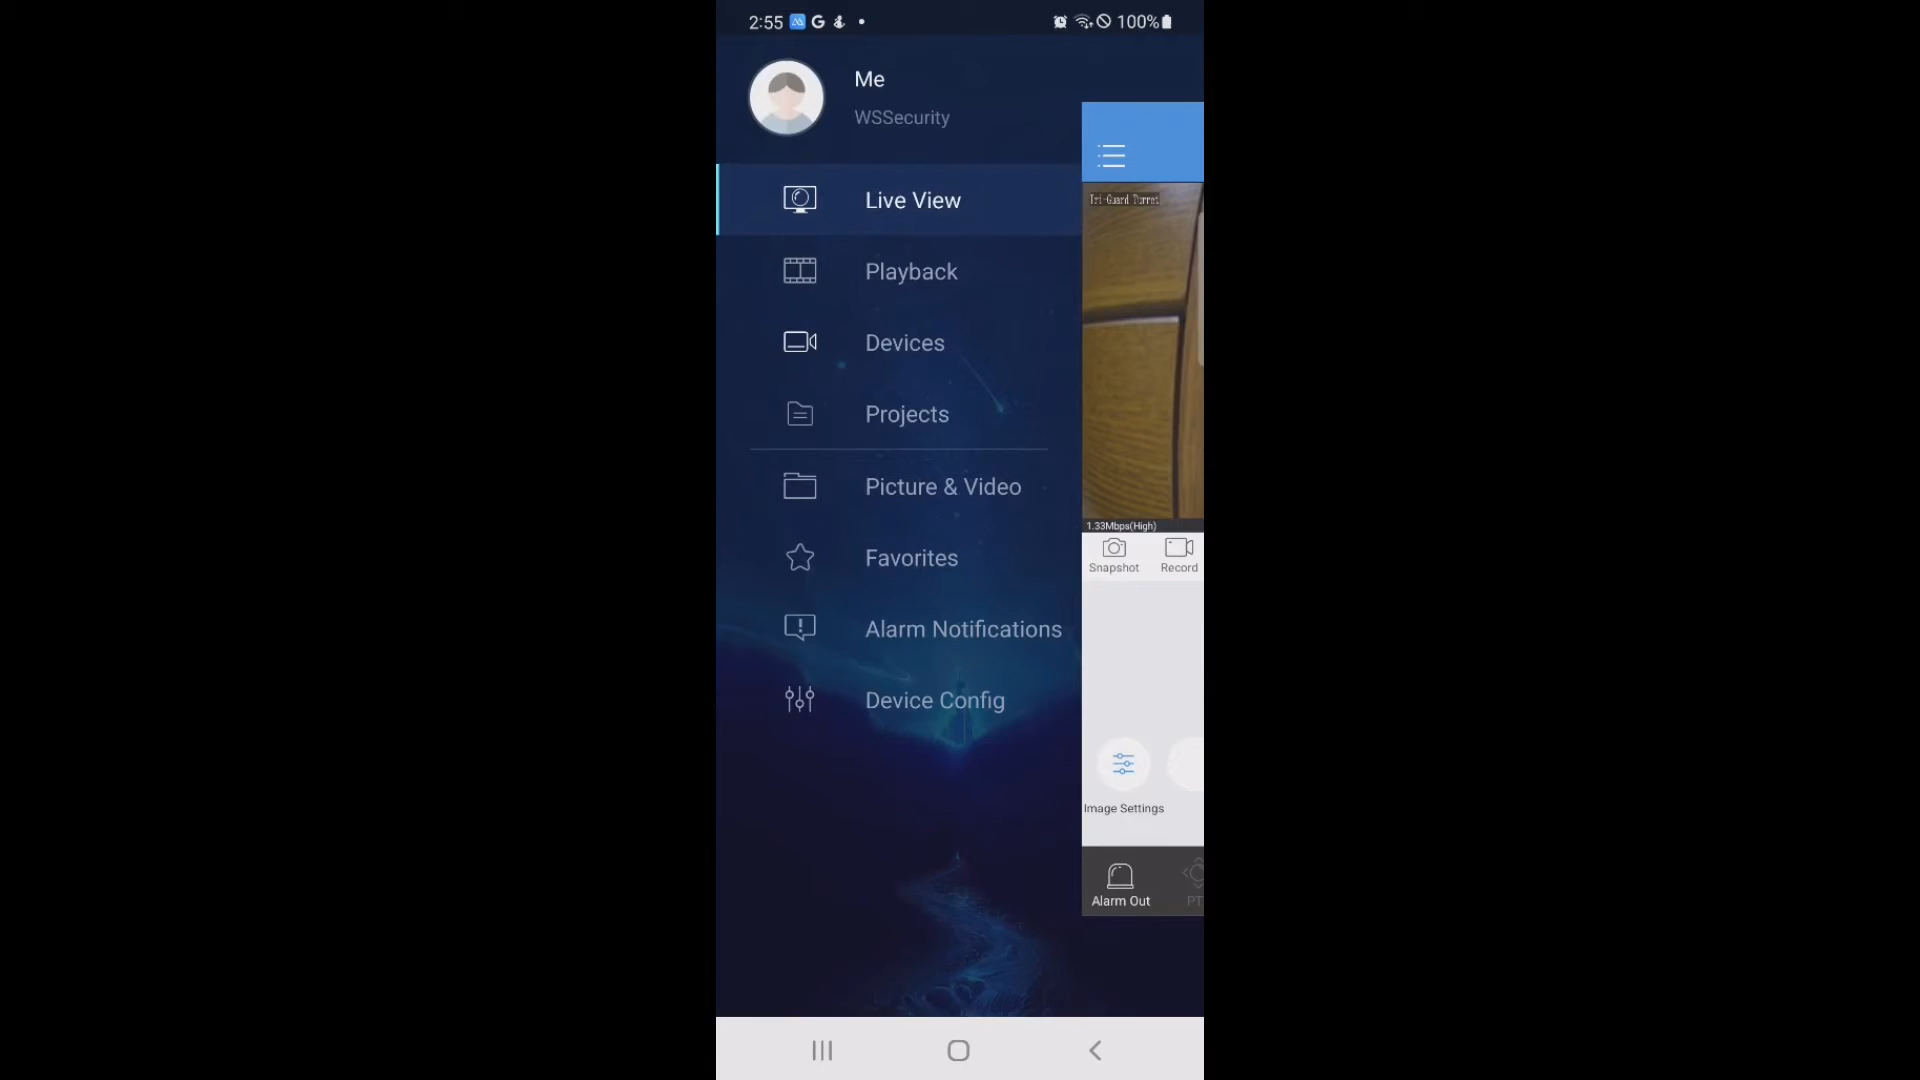 2:55
100%
Me
WSSecurity
Live View
Playback
Devices
Projects
Picture & Video
Favorites
Alarm Notifications
Device Config
Tri-Guard Turret
1.33Mbps(High)
Snapshot
Record
Image Settings
Alarm Out
PT